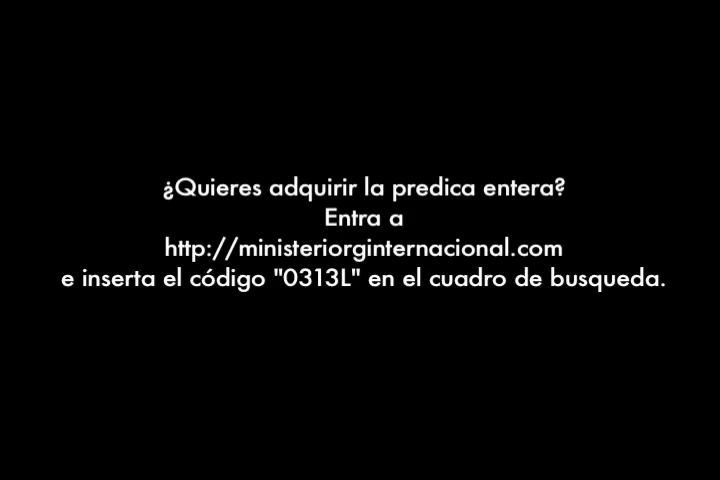 ¿Quieres adquirir la predica entera?
Entra a
http://ministeriorginternacional.com
e inserta el código "0313L" en el cuadro de busqueda.